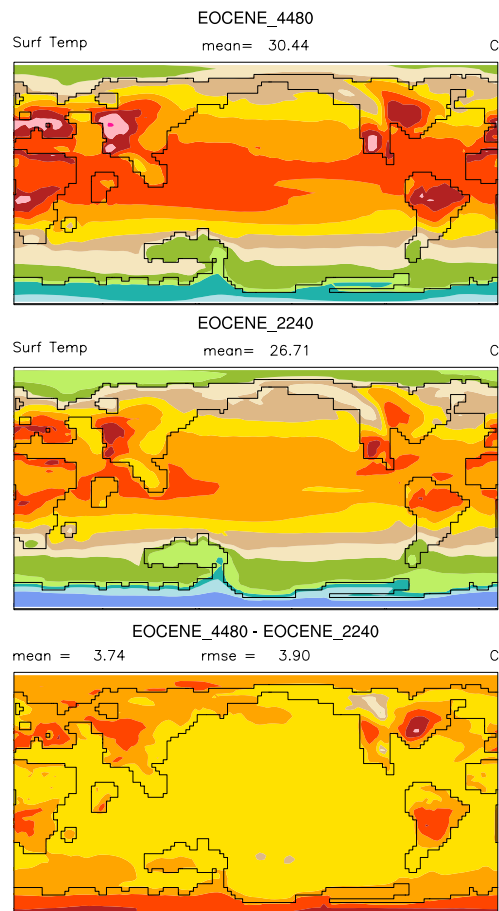 EOCENE_4480
Surf Temp mean= 30.44 C
EOCENE_2240
Surf Temp mean= 26.71 C
EOCENE_4480 - EOCENE_2240
mean = 3.74 rmse = 3.90 C